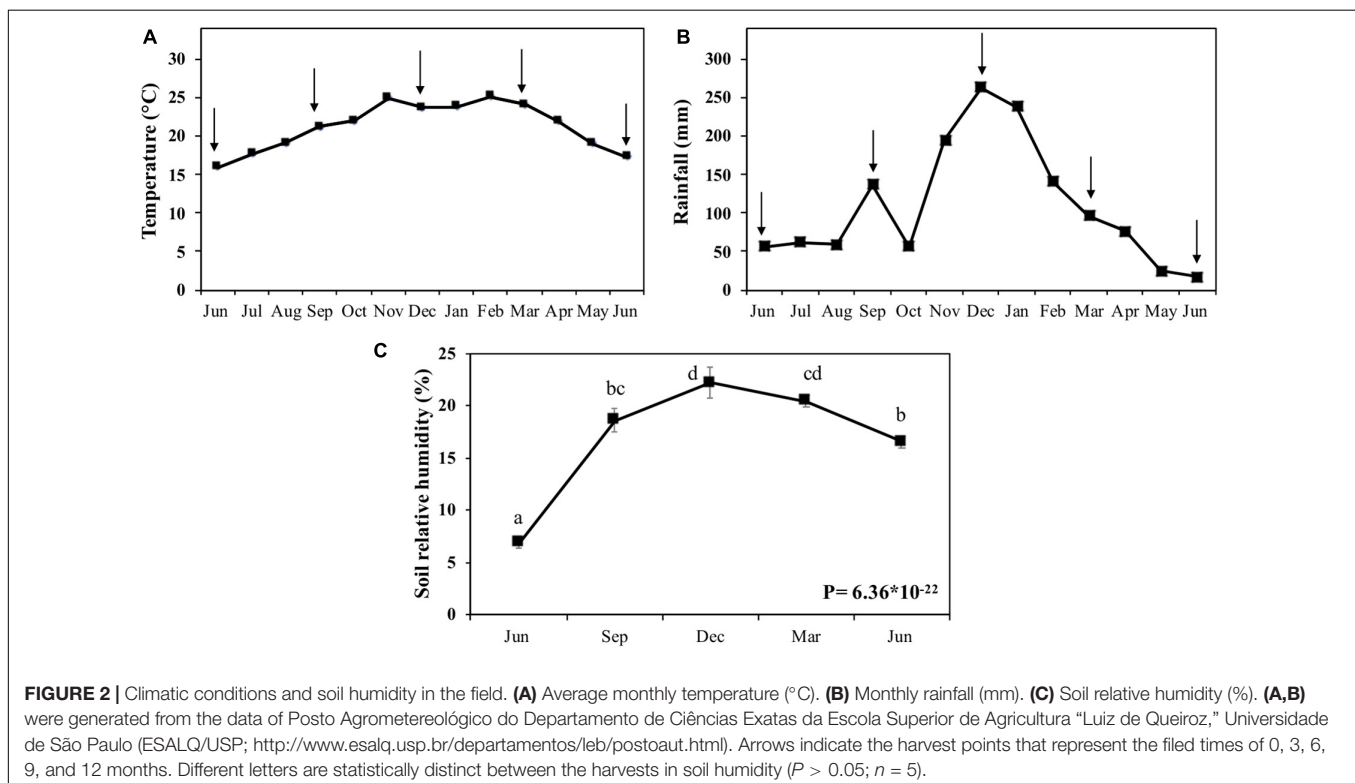 A
Temperature (°C)
30
25
20
15
10
5
0
Jun Jul Aug Sep Oct Nov Dec Jan Feb Mar Apr May Jun
B
Rainfall (mm)
300
250
200
150
100
50
0
Jun Jul Aug Sep Oct Nov Dec Jan Feb Mar Apr May Jun
C
Soil relative humidity (%)
25
20
15
10
5
0
a
bc
d
cd
b
P= 6.36*10-22
Jun Sep Dec Mar Jun
FIGURE 2 | Climatic conditions and soil humidity in the field. (A) Average monthly temperature (°C). (B) Monthly rainfall (mm). (C) Soil relative humidity (%). (A,B)
were generated from the data of Posto Agrometereológico do Departamento de Ciências Exatas da Escola Superior de Agricultura “Luiz de Queiroz,” Universidade
de São Paulo (ESALQ/USP; http://www.esalq.usp.br/departamentos/leb/postoaut.html). Arrows indicate the harvest points that represent the filed times of 0, 3, 6,
9, and 12 months. Different letters are statistically distinct between the harvests in soil humidity (P > 0.05; n = 5).